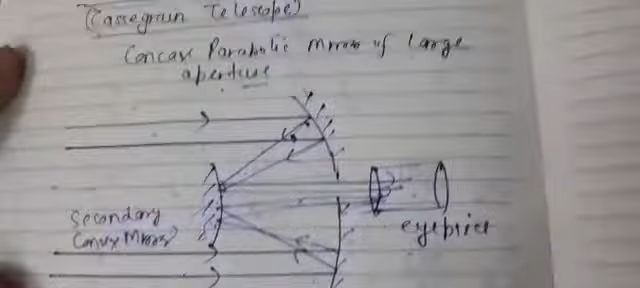 (Cassegrain Telescope)
Concave Parabolic Mirror of large
aperture
Secondary
Convex Mirror
eyepiece